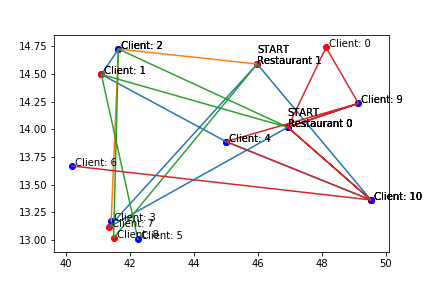 14.75
14.50
14.25
14.00
13.75
13.50
13.25
13.00
40
42
44
46
48
50
Client: 2
START
Restaurant 1
Client: 0
Client: 1
Client: 9
START
Restaurant 0
Client: 4
Client: 6
Client: 10
Client: 3
Client: 7
Client: 8
Client: 5